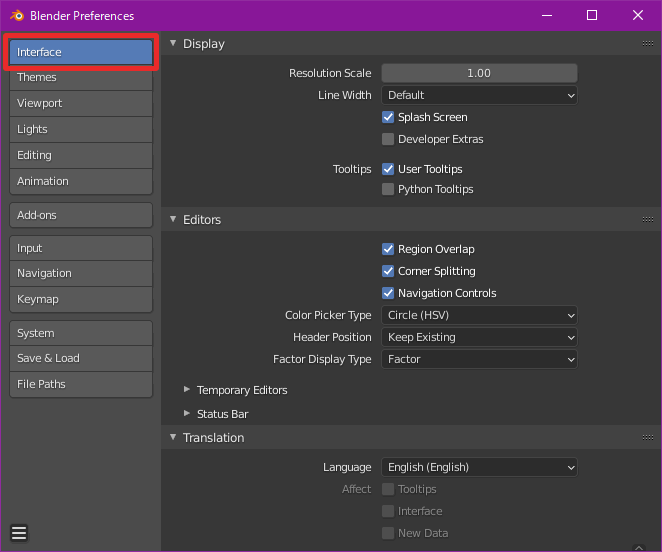 Blender Preferences
Interface
Themes
Viewport
Lights
Editing
Animation
Add-ons
Input
Navigation
Keymap
System
Save & Load
File Paths
Display
Resolution Scale 1.00
Line Width Default
Splash Screen
Developer Extras
Tooltips User Tooltips
Python Tooltips
Editors
Region Overlap
Corner Splitting
Navigation Controls
Color Picker Type Circle (HSV)
Header Position Keep Existing
Factor Display Type Factor
Temporary Editors
Status Bar
Translation
Language English (English)
Affect Tooltips
Interface
New Data